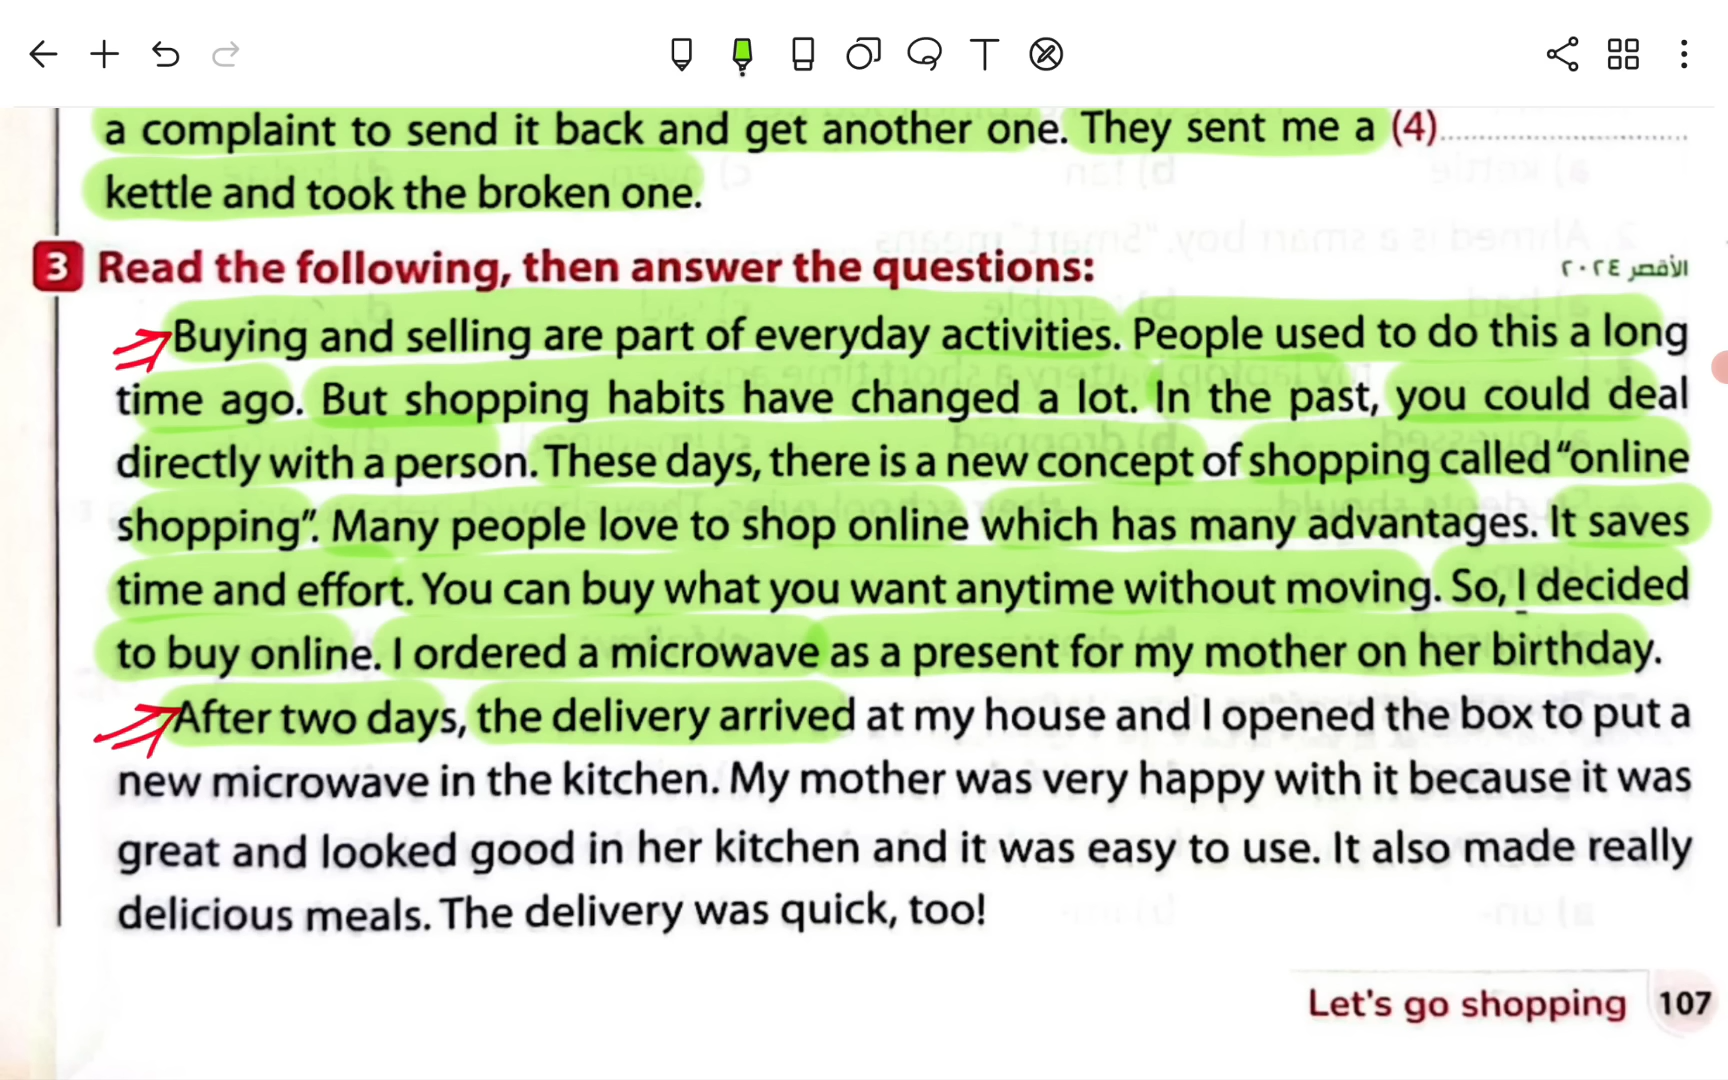 a complaint to send it back and get another one. They sent me a (4)..............................
kettle and took the broken one.
3 Read the following, then answer the questions:
الأقصر ٢٠٢٤
Buying and selling are part of everyday activities. People used to do this a long
time ago. But shopping habits have changed a lot. In the past, you could deal
directly with a person. These days, there is a new concept of shopping called “online
shopping”. Many people love to shop online which has many advantages. It saves
time and effort. You can buy what you want anytime without moving. So, I decided
to buy online. I ordered a microwave as a present for my mother on her birthday.
After two days, the delivery arrived at my house and I opened the box to put a
new microwave in the kitchen. My mother was very happy with it because it was
great and looked good in her kitchen and it was easy to use. It also made really
delicious meals. The delivery was quick, too!
Let's go shopping 107